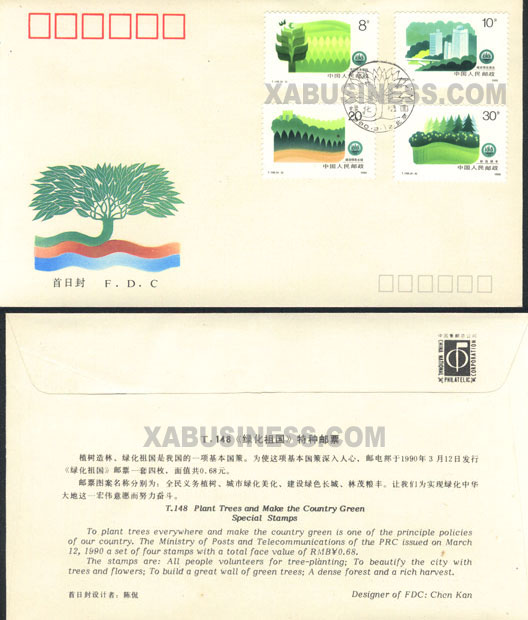 8分
10分
中国人民邮政
中国人民邮政
XABUSINESS.COM
绿化祖国
20分
30分
中国人民邮政
中国人民邮政
首日封 F.D.C
中国集邮总公司
CHINA NATIONAL PHILATELIC CORPORATION
XABUSINESS.COM
T·148《绿化祖国》特种邮票
植树造林、绿化祖国是我国的一项基本国策。为使这项基本国策深入人心，邮电部于1990年3月12日发行
《绿化祖国》邮票一套四枚，面值共0.68元。
邮票图案名称分别为：全民义务植树、城市绿化美化、建设绿色长城、林茂粮丰。让我们为实现绿化中华
大地这一宏伟意愿而努力奋斗。
T.148 Plant Trees and Make the Country Green
Special Stamps
To plant trees everywhere and make the country green is one of the principle policies
of our country. The Ministry of Posts and Telecommunications of the PRC issued on March
12, 1990 a set of four stamps with a total face value of RMB¥0.68.
The stamps are: All people volunteers for tree-planting; To beautify the city with
trees and flowers; To build a great wall of green trees; A dense forest and a rich harvest.
首日封设计者：陈侃
Designer of FDC: Chen Kan